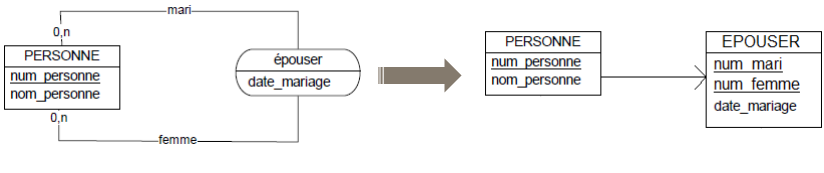 mari
0,n
PERSONNE
num_personne
nom_personne
0,n
femme
épouser
date_mariage
PERSONNE
num_personne
nom_personne
EPOUSER
num_mari
num_femme
date_mariage